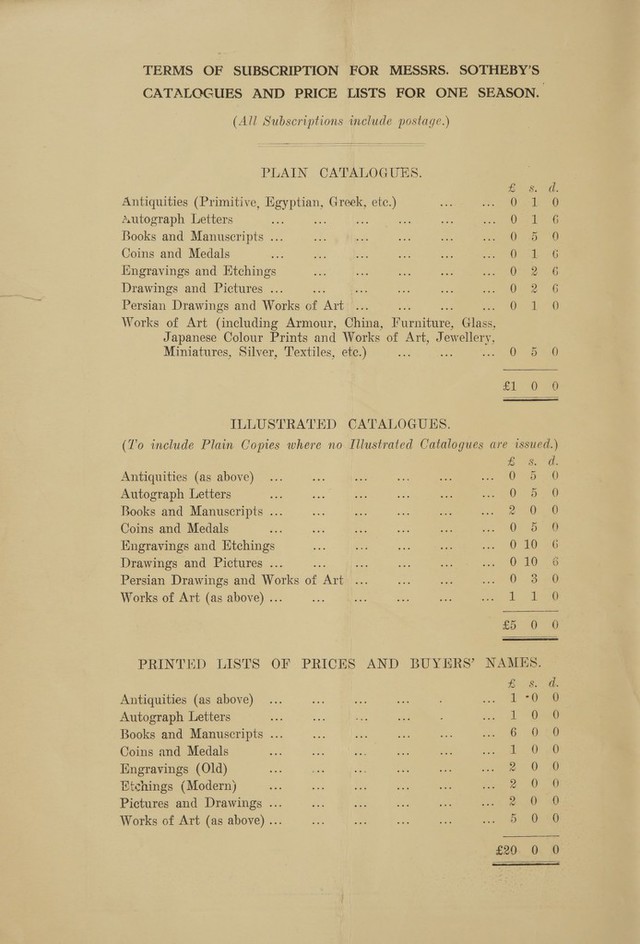 TERMS OF SUBSCRIPTION FOR MESSRS. SOTHEBY'S
CATALOGUES AND PRICE LISTS FOR ONE SEASON.
(All Subscriptions include postage.)
PLAIN CATALOGUES.
£ s. d.
Antiquities (Primitive, Egyptian, Greek, etc.) ... ... 0 1 0
Autograph Letters ... ... ... ... ... ... 0 1 6
Books and Manuscripts ... ... ... ... ... ... 0 5 0
Coins and Medals ... ... ... ... ... ... 0 1 6
Engravings and Etchings ... ... ... ... ... 0 2 6
Drawings and Pictures ... ... ... ... ... ... 0 2 6
Persian Drawings and Works of Art ... ... ... ... 0 1 0
Works of Art (including Armour, China, Furniture, Glass,
Japanese Colour Prints and Works of Art, Jewellery,
Miniatures, Silver, Textiles, etc.) ... ... ... 0 5 0
£1 0 0
ILLUSTRATED CATALOGUES.
(To include Plain Copies where no Illustrated Catalogues are issued.)
£ s. d.
Antiquities (as above) ... ... ... ... ... ... 0 5 0
Autograph Letters ... ... ... ... ... ... 0 5 0
Books and Manuscripts ... ... ... ... ... ... 2 0 0
Coins and Medals ... ... ... ... ... ... 0 5 0
Engravings and Etchings ... ... ... ... ... 0 10 6
Drawings and Pictures ... ... ... ... ... ... 0 10 6
Persian Drawings and Works of Art ... ... ... ... 0 3 0
Works of Art (as above) ... ... ... ... ... ... 1 1 0
£5 0 0
PRINTED LISTS OF PRICES AND BUYERS' NAMES.
£ s. d.
Antiquities (as above) ... ... ... ... . ... 1 0 0
Autograph Letters ... ... ... ... . ... 1 0 0
Books and Manuscripts ... ... ... ... ... ... 6 0 0
Coins and Medals ... ... ... ... ... ... 1 0 0
Engravings (Old) ... ... ... ... ... ... 2 0 0
Etchings (Modern) ... ... ... ... ... ... 2 0 0
Pictures and Drawings ... ... ... ... ... ... 2 0 0
Works of Art (as above) ... ... ... ... ... ... 5 0 0
£20 0 0